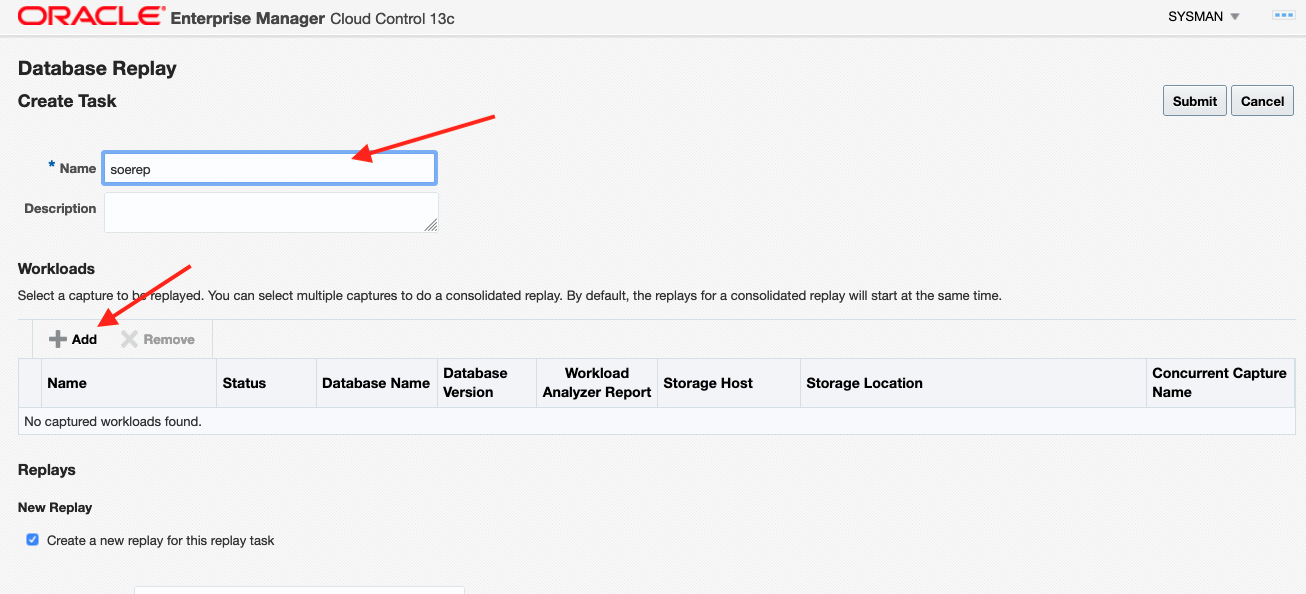 ORACLE Enterprise Manager Cloud Control 13c SYSMAN
Database Replay
Create Task Submit Cancel
* Name soerep
Description
Workloads
Select a capture to be replayed. You can select multiple captures to do a consolidated replay. By default, the replays for a consolidated replay will start at the same time.
Add Remove
Name Status Database Name Database Version Workload Analyzer Report Storage Host Storage Location Concurrent Capture Name
No captured workloads found.
Replays
New Replay
Create a new replay for this replay task